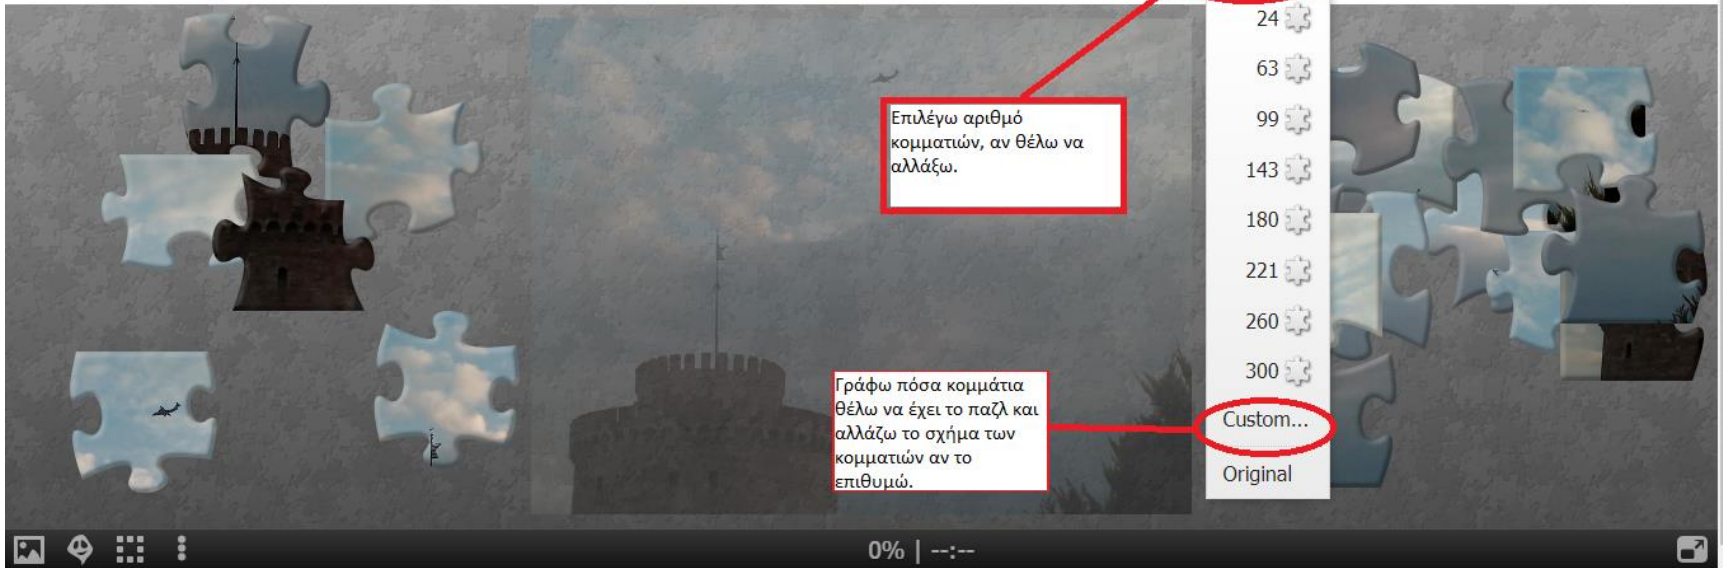 24
63
Επιλέγω αριθμό
κομματιών, αν θέλω να
αλλάξω.
99
143
180
221
260
300
Γράφω πόσα κομμάτια
θέλω να έχει το παζλ και
αλλάζω το σχήμα των
κομματιών αν το
επιθυμώ.
Custom...
Original
0% | --:--